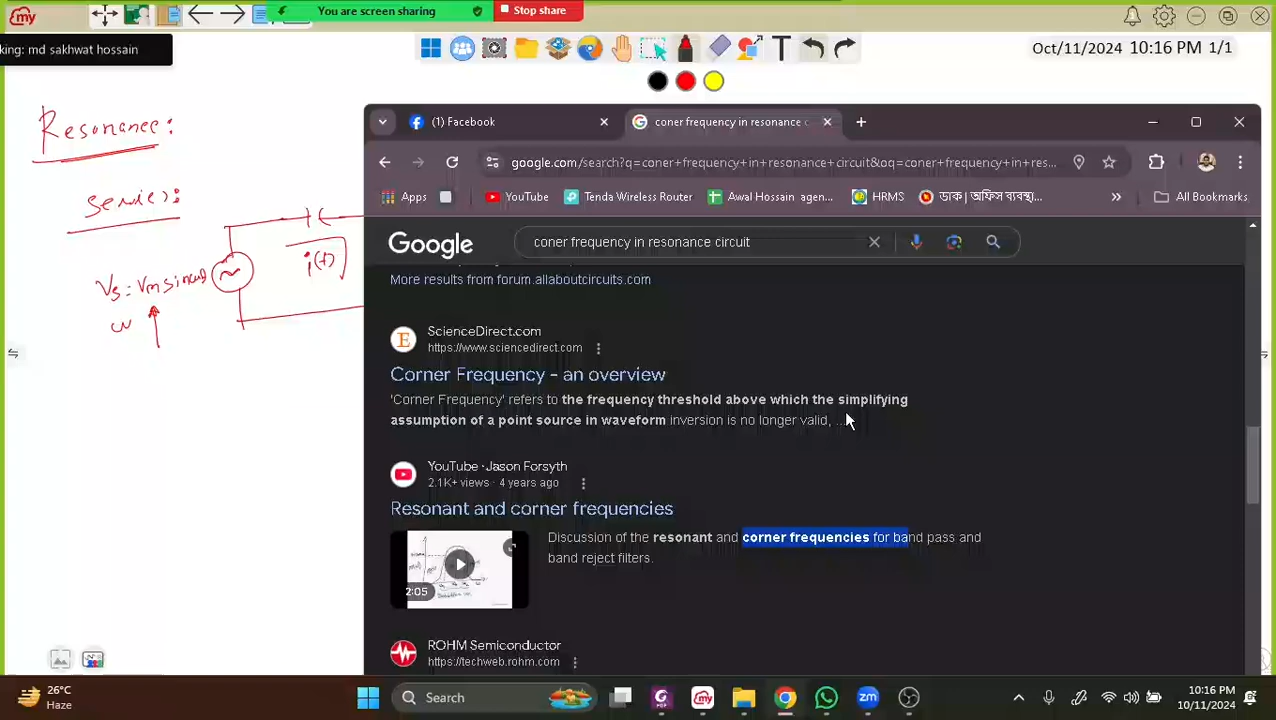 You are screen sharing
Stop share
king: md sakhwat hossain
Oct/11/2024 10:16 PM 1/1
Resonance:
Series:
i(t)
Vs = Vm sinωt
ω
(1) Facebook
coner frequency in resonance c
google.com/search?q=coner+frequency+in+resonance+circuit&oq=coner+frequency+in+res...
Apps
YouTube
Tenda Wireless Router
Awal Hossain agen...
HRMS
ডাক | অফিস ব্যবস্থা...
»
All Bookmarks
Google
coner frequency in resonance circuit
More results from forum.allaboutcircuits.com
ScienceDirect.com
https://www.sciencedirect.com
Corner Frequency - an overview
'Corner Frequency' refers to the frequency threshold above which the simplifying
assumption of a point source in waveform inversion is no longer valid, ...
YouTube · Jason Forsyth
2.1K+ views · 4 years ago
Resonant and corner frequencies
Discussion of the resonant and corner frequencies for band pass and
band reject filters.
2:05
ROHM Semiconductor
https://techweb.rohm.com
26°C
Haze
Search
10:16 PM
10/11/2024